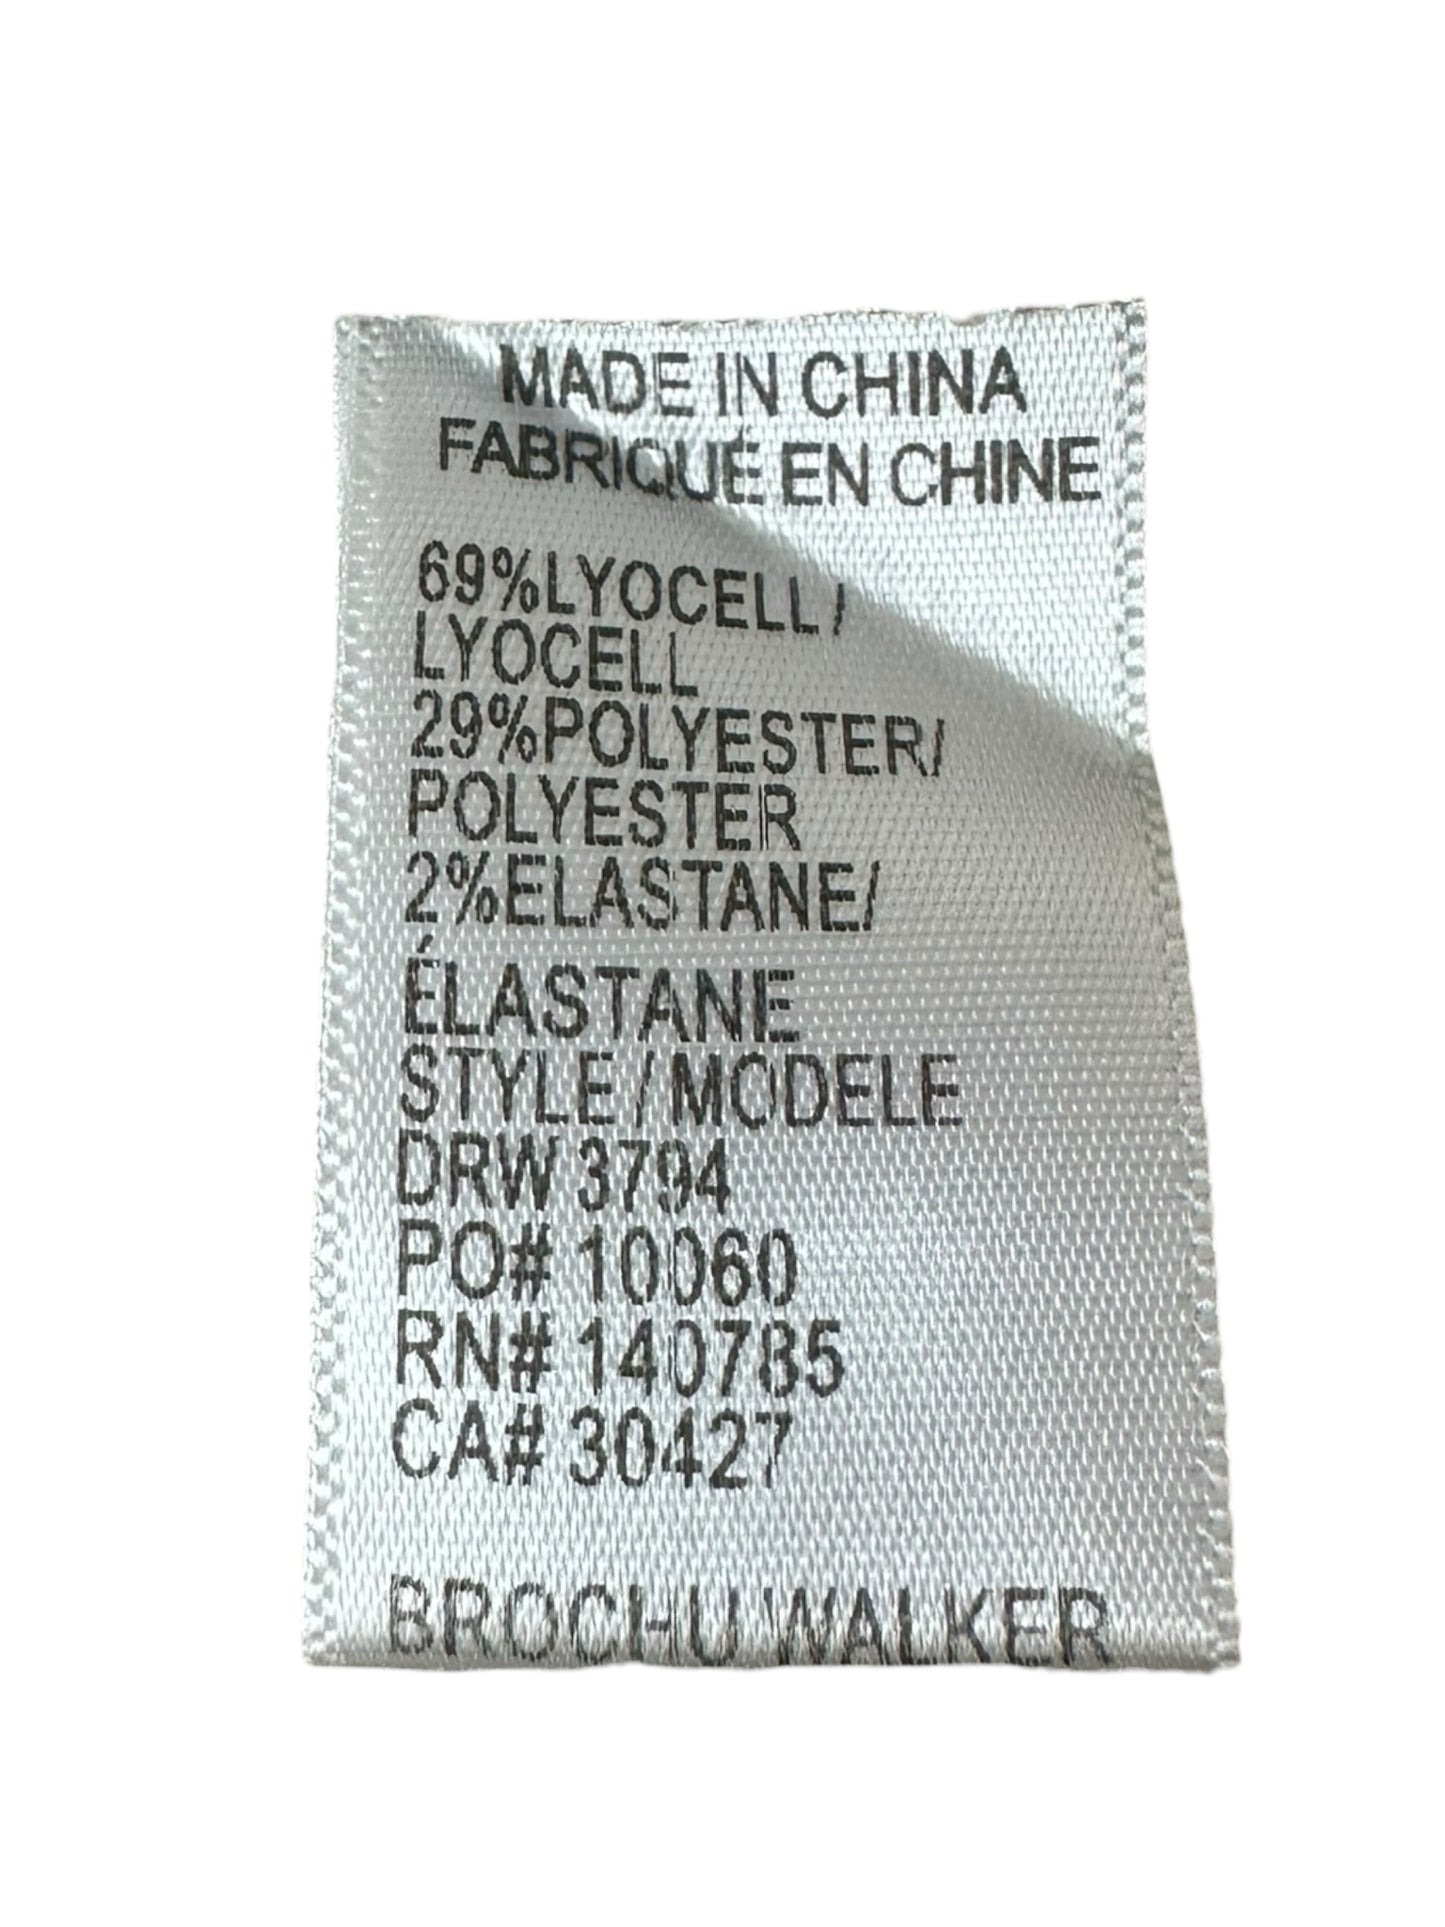 MADE IN CHINA
FABRIQUÉ EN CHINE
69%LYOCELL/
LYOCELL
29%POLYESTER/
POLYESTER
2%ELASTANE/
ÉLASTANE
STYLE/MODELE
DRW 3794
PO# 10060
RN# 140785
CA# 30427
BROCHU WALKER